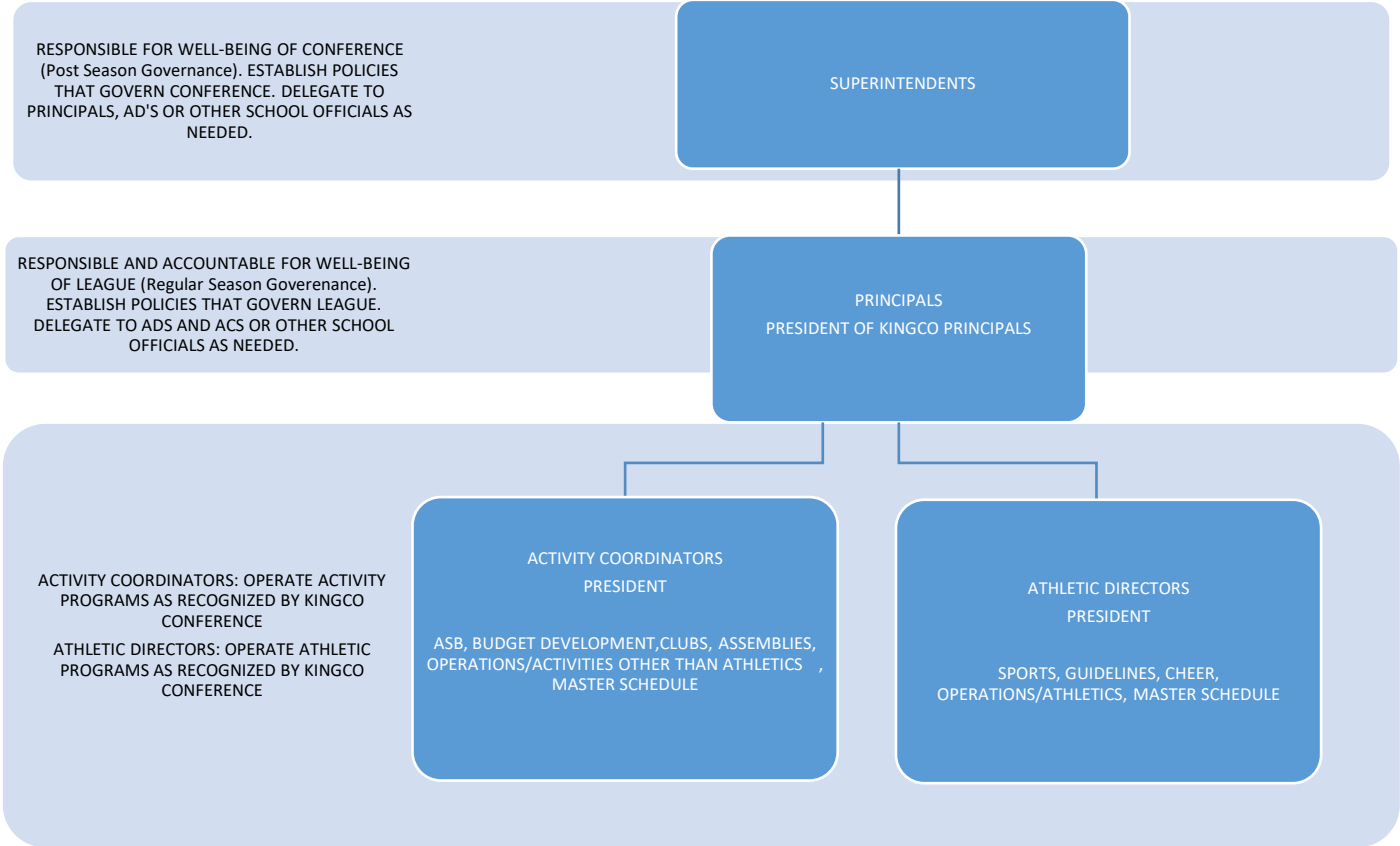 RESPONSIBLE FOR WELL-BEING OF CONFERENCE
(Post Season Governance). ESTABLISH POLICIES
THAT GOVERN CONFERENCE. DELEGATE TO
PRINCIPALS, AD'S OR OTHER SCHOOL OFFICIALS AS
NEEDED.
SUPERINTENDENTS
RESPONSIBLE AND ACCOUNTABLE FOR WELL-BEING
OF LEAGUE (Regular Season Goverenance).
ESTABLISH POLICIES THAT GOVERN LEAGUE.
DELEGATE TO ADS AND ACS OR OTHER SCHOOL
OFFICIALS AS NEEDED.
PRINCIPALS
PRESIDENT OF KINGCO PRINCIPALS
ACTIVITY COORDINATORS: OPERATE ACTIVITY
PROGRAMS AS RECOGNIZED BY KINGCO
CONFERENCE
ATHLETIC DIRECTORS: OPERATE ATHLETIC
PROGRAMS AS RECOGNIZED BY KINGCO
CONFERENCE
ACTIVITY COORDINATORS
PRESIDENT
ASB, BUDGET DEVELOPMENT,CLUBS, ASSEMBLIES,
OPERATIONS/ACTIVITIES OTHER THAN ATHLETICS ,
MASTER SCHEDULE
ATHLETIC DIRECTORS
PRESIDENT
SPORTS, GUIDELINES, CHEER,
OPERATIONS/ATHLETICS, MASTER SCHEDULE